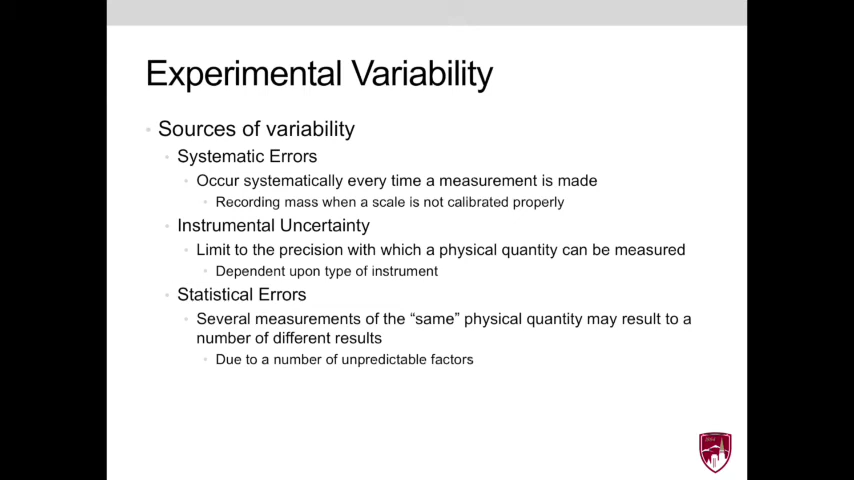 Experimental Variability
• Sources of variability
• Systematic Errors
• Occur systematically every time a measurement is made
• Recording mass when a scale is not calibrated properly
• Instrumental Uncertainty
• Limit to the precision with which a physical quantity can be measured
• Dependent upon type of instrument
• Statistical Errors
• Several measurements of the “same” physical quantity may result to a
number of different results
• Due to a number of unpredictable factors